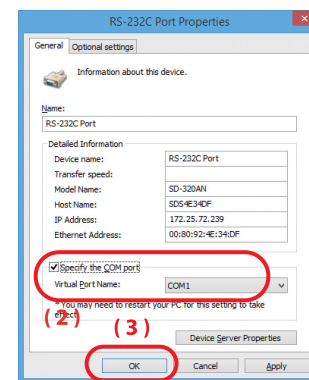 RS-232C Port Properties
x
General Optional settings
Information about this device.
Name:
RS-232C Port
Detailed Information
Device name: RS-232C Port
Transfer speed:
Model Name: SD-320AN
Host Name: SDS4E34DF
IP Address: 172.25.72.239
Ethernet Address: 00:80:92:4E:34:DF
Specify the COM port
Virtual Port Name: COM1
* You may need to restart your PC for this setting to take
effect.
(2)
(3)
Device Server Properties
OK Cancel Apply